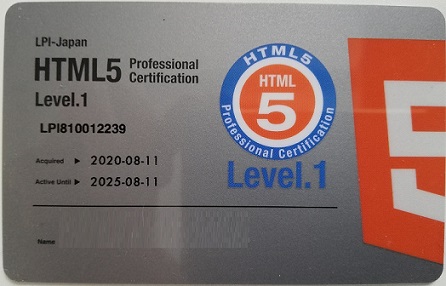 LPI-Japan
HTML5 Professional Certification
Level.1
LPI810012239
Acquired ▶ 2020-08-11
Active Until ▶ 2025-08-11
Name
HTML5
HTML
5
Professional Certification
Level.1
5